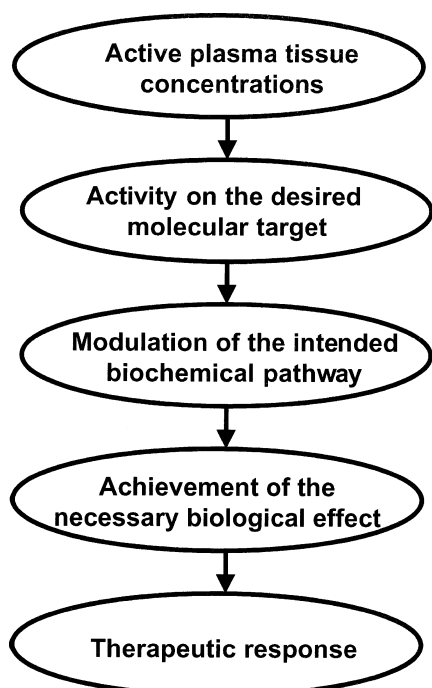 Active plasma tissue
concentrations
Activity on the desired
molecular target
Modulation of the intended
biochemical pathway
Achievement of the
necessary biological effect
Therapeutic response